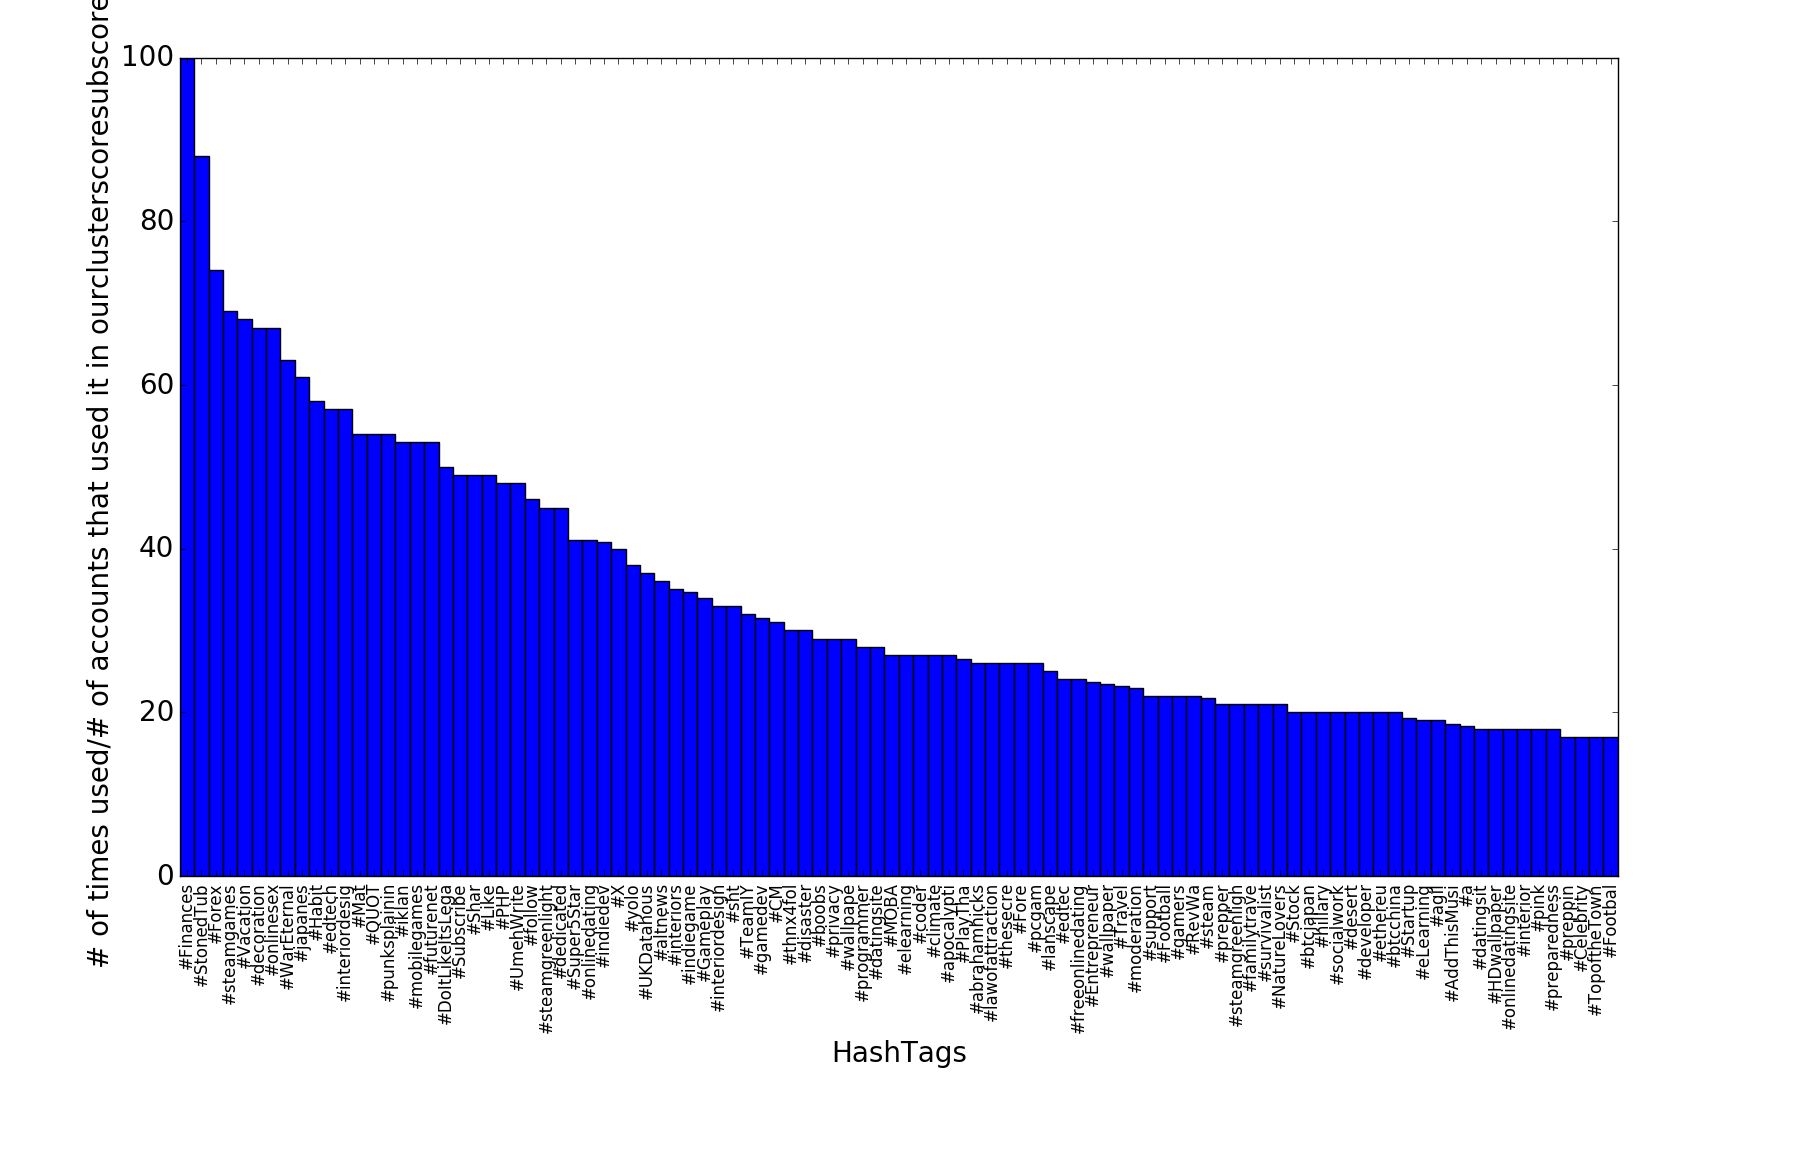 # of times used/# of accounts that used it in ourclusterscoresubscore
100
80
60
40
20
0
#Finances
#StonedTub
#Forex
#steamgames
#Vacation
#decoration
#onlinesex
#WarEternal
#japanes
#Habit
#edtech
#interiordesig
#Mat
#QUOT
#punksplainin
#iklan
#mobilegames
#futurenet
#DoItLikeItsLega
#Subscribe
#Shar
#Like
#PHP
#UmehWrite
#follow
#steamgreenlight
#dedicated
#Super5Star
#onlinedating
#indiedev
#X
#yolo
#UKDatahous
#altnews
#interiors
#indiegame
#Gameplay
#interiordesign
#sht
#TeamIY
#gamedev
#CM
#thnx4fol
#disaster
#boobs
#privacy
#wallpape
#programmer
#datingsite
#MOBA
#elearning
#coder
#climate
#apocalypti
#PlayTha
#abrahamhicks
#lawofattraction
#thesecre
#Fore
#pcgam
#lanscape
#edtec
#freeonlinedating
#Entrepreneur
#wallpaper
#Travel
#moderation
#support
#Football
#gamers
#RevWa
#steam
#prepper
#steamgreenligh
#familytrave
#survivalist
#NatureLovers
#Stock
#btcjapan
#hillary
#socialwork
#desert
#developer
#ethereu
#btcchina
#Startup
#eLearning
#agil
#AddThisMusi
#a
#datingsit
#HDwallpaper
#onlinedatingsite
#interior
#pink
#preparedness
#preppin
#Celebrity
#TopoftheTown
#Footbal
HashTags